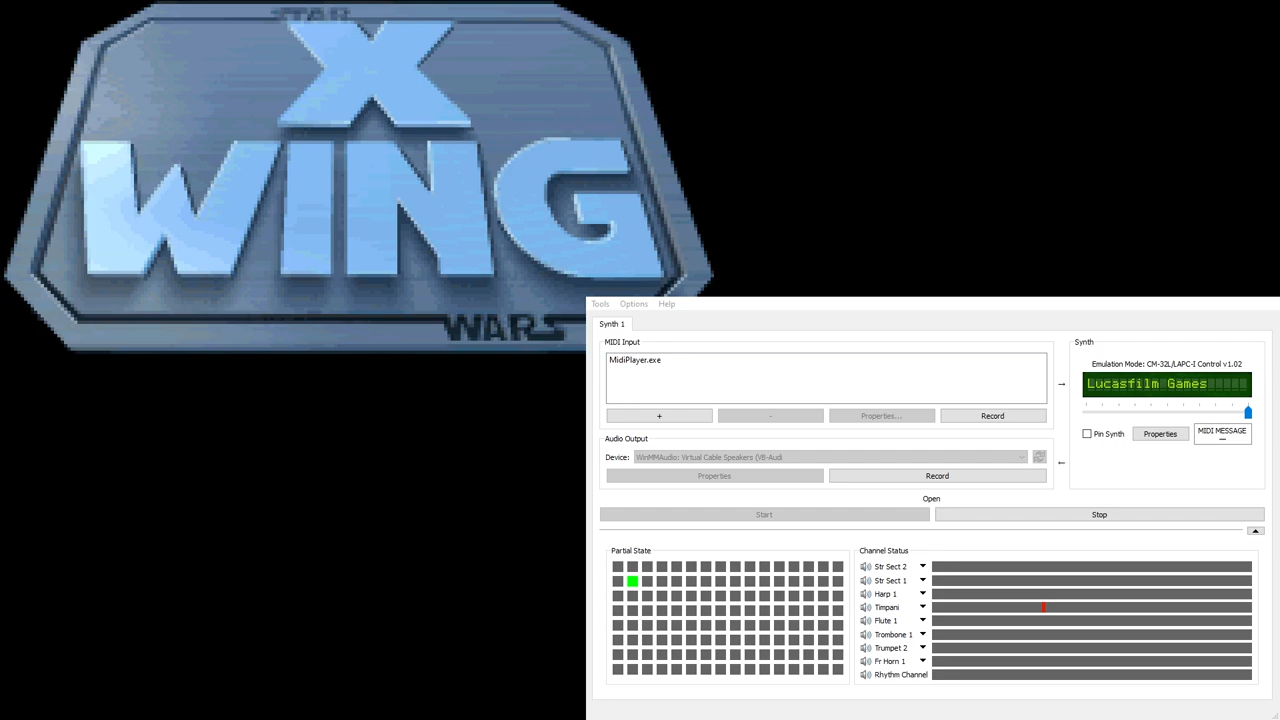 STAR
X
WING
WARS
Tools Options Help
Synth 1
MIDI Input
MidiPlayer.exe
+ - Properties... Record
Audio Output
Device: WinMMAudio: Virtual Cable Speakers (VB-Audi
Properties Record
Synth
Emulation Mode: CM-32L/LAPC-I Control v1.02
Lucasfilm Games
Pin Synth Properties MIDI MESSAGE
Open
Start Stop
Partial State
Channel Status
Str Sect 2
Str Sect 1
Harp 1
Timpani
Flute 1
Trombone 1
Trumpet 2
Fr Horn 1
Rhythm Channel